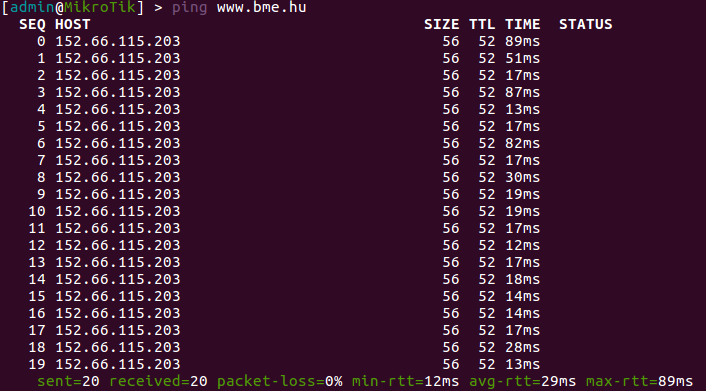 [admin@MikroTik] > ping www.bme.hu
SEQ HOST SIZE TTL TIME STATUS
0 152.66.115.203 56 52 89ms
1 152.66.115.203 56 52 51ms
2 152.66.115.203 56 52 17ms
3 152.66.115.203 56 52 87ms
4 152.66.115.203 56 52 13ms
5 152.66.115.203 56 52 17ms
6 152.66.115.203 56 52 82ms
7 152.66.115.203 56 52 17ms
8 152.66.115.203 56 52 30ms
9 152.66.115.203 56 52 19ms
10 152.66.115.203 56 52 19ms
11 152.66.115.203 56 52 17ms
12 152.66.115.203 56 52 12ms
13 152.66.115.203 56 52 17ms
14 152.66.115.203 56 52 18ms
15 152.66.115.203 56 52 14ms
16 152.66.115.203 56 52 14ms
17 152.66.115.203 56 52 17ms
18 152.66.115.203 56 52 28ms
19 152.66.115.203 56 52 13ms
sent=20 received=20 packet-loss=0% min-rtt=12ms avg-rtt=29ms max-rtt=89ms